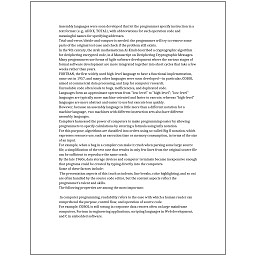 Assembly languages were soon developed that let the programmer specify instruction in a
text format (e.g., ADD X, TOTAL), with abbreviations for each operation code and
meaningful names for specifying addresses.
Trial-and-error/divide-and-conquer is needed: the programmer will try to remove some
parts of the original test case and check if the problem still exists.
In the 9th century, the Arab mathematician Al-Kindi described a cryptographic algorithm
for deciphering encrypted code, in A Manuscript on Deciphering Cryptographic Messages.
Many programmers use forms of Agile software development where the various stages of
formal software development are more integrated together into short cycles that take a few
weeks rather than years.
FORTRAN, the first widely used high-level language to have a functional implementation,
came out in 1957, and many other languages were soon developed—in particular, COBOL
aimed at commercial data processing, and Lisp for computer research.
Unreadable code often leads to bugs, inefficiencies, and duplicated code.
Languages form an approximate spectrum from "low-level" to "high-level"; "low-level"
languages are typically more machine-oriented and faster to execute, whereas "high-level"
languages are more abstract and easier to use but execute less quickly.
However, because an assembly language is little more than a different notation for a
machine language, two machines with different instruction sets also have different
assembly languages.
Compilers harnessed the power of computers to make programming easier by allowing
programmers to specify calculations by entering a formula using infix notation.
For this purpose, algorithms are classified into orders using so-called Big O notation, which
expresses resource use, such as execution time or memory consumption, in terms of the size
of an input.
For example, when a bug in a compiler can make it crash when parsing some large source
file, a simplification of the test case that results in only few lines from the original source file
can be sufficient to reproduce the same crash.
By the late 1960s, data storage devices and computer terminals became inexpensive enough
that programs could be created by typing directly into the computers.
Some of these factors include:
The presentation aspects of this (such as indents, line breaks, color highlighting, and so on)
are often handled by the source code editor, but the content aspects reflect the
programmer's talent and skills.
The following properties are among the most important:

In computer programming, readability refers to the ease with which a human reader can
comprehend the purpose, control flow, and operation of source code.
For example, COBOL is still strong in corporate data centers often on large mainframe
computers, Fortran in engineering applications, scripting languages in Web development,
and C in embedded software.